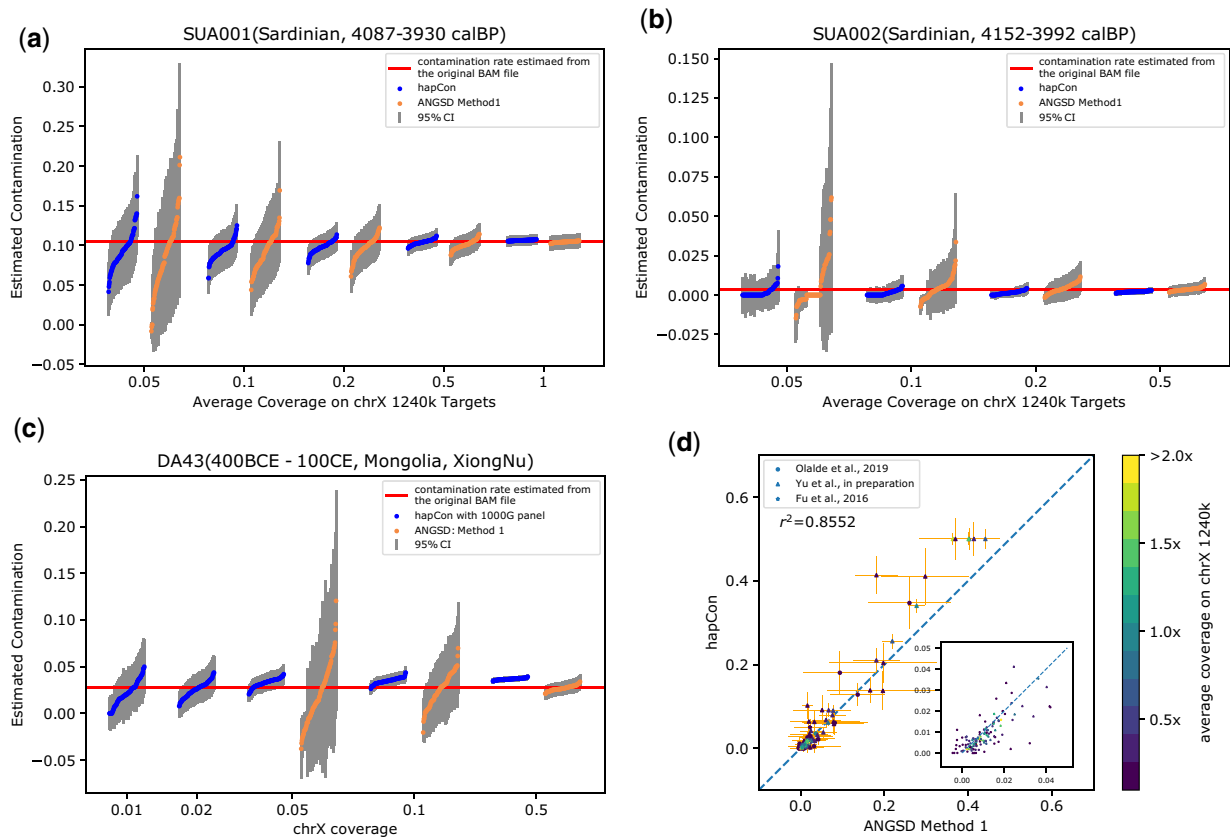 (a)
SUA001(Sardinian, 4087-3930 calBP)
contamination rate estimaed from
the original BAM file
hapCon
ANGSD Method1
95% CI
Estimated Contamination
0.30
0.25
0.20
0.15
0.10
0.05
0.00
−0.05
0.05
0.1
0.2
0.5
1
Average Coverage on chrX 1240k Targets
(b)
SUA002(Sardinian, 4152-3992 calBP)
contamination rate estimaed from
the original BAM file
hapCon
ANGSD Method1
95% CI
Estimated Contamination
0.150
0.125
0.100
0.075
0.050
0.025
0.000
−0.025
0.05
0.1
0.2
0.5
Average Coverage on chrX 1240k Targets
(c)
DA43(400BCE - 100CE, Mongolia, XiongNu)
contamination rate estimated from
the original BAM file
hapCon with 1000G panel
ANGSD: Method 1
95% CI
Estimated Contamination
0.25
0.20
0.15
0.10
0.05
0.00
−0.05
0.01
0.02
0.05
0.1
0.5
chrX coverage
(d)
Olalde et al., 2019
Yu et al., in preparation
Fu et al., 2016
r²=0.8552
hapCon
0.6
0.4
0.2
0.0
0.0
0.2
0.4
0.6
ANGSD Method 1
0.05
0.04
0.03
0.02
0.01
0.00
0.00
0.02
0.04
>2.0x
1.5x
1.0x
0.5x
average coverage on chrX 1240k